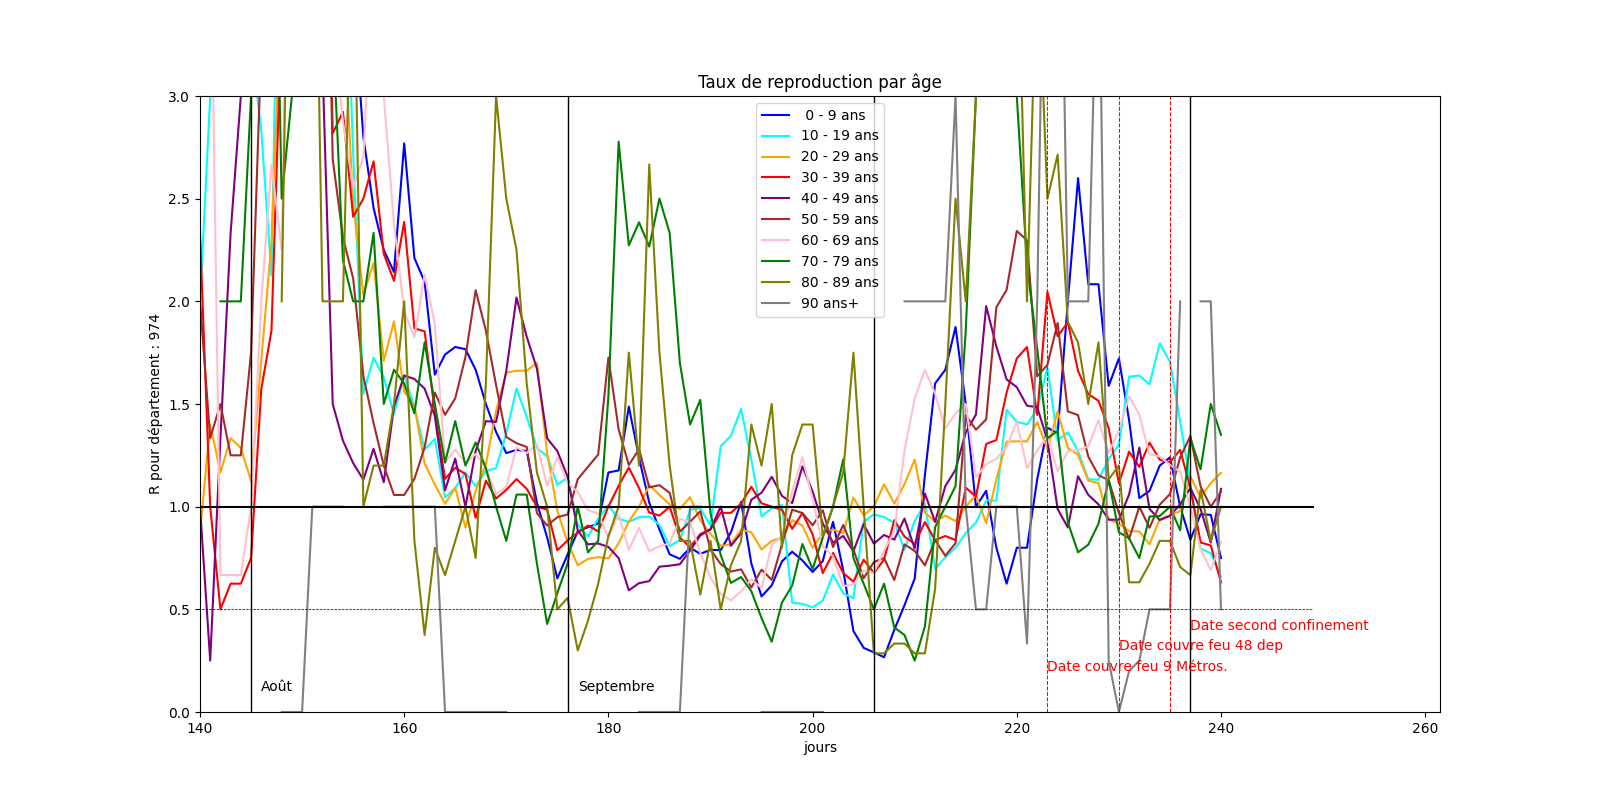 Taux de reproduction par âge
R pour département : 974
3.0
2.5
2.0
1.5
1.0
0.5
0.0
0 - 9 ans
10 - 19 ans
20 - 29 ans
30 - 39 ans
40 - 49 ans
50 - 59 ans
60 - 69 ans
70 - 79 ans
80 - 89 ans
90 ans+
Date second confinement
Date couvre feu 48 dep
Date couvre feu 9 Métros.
Août
Septembre
140
160
180
200
220
240
260
jours